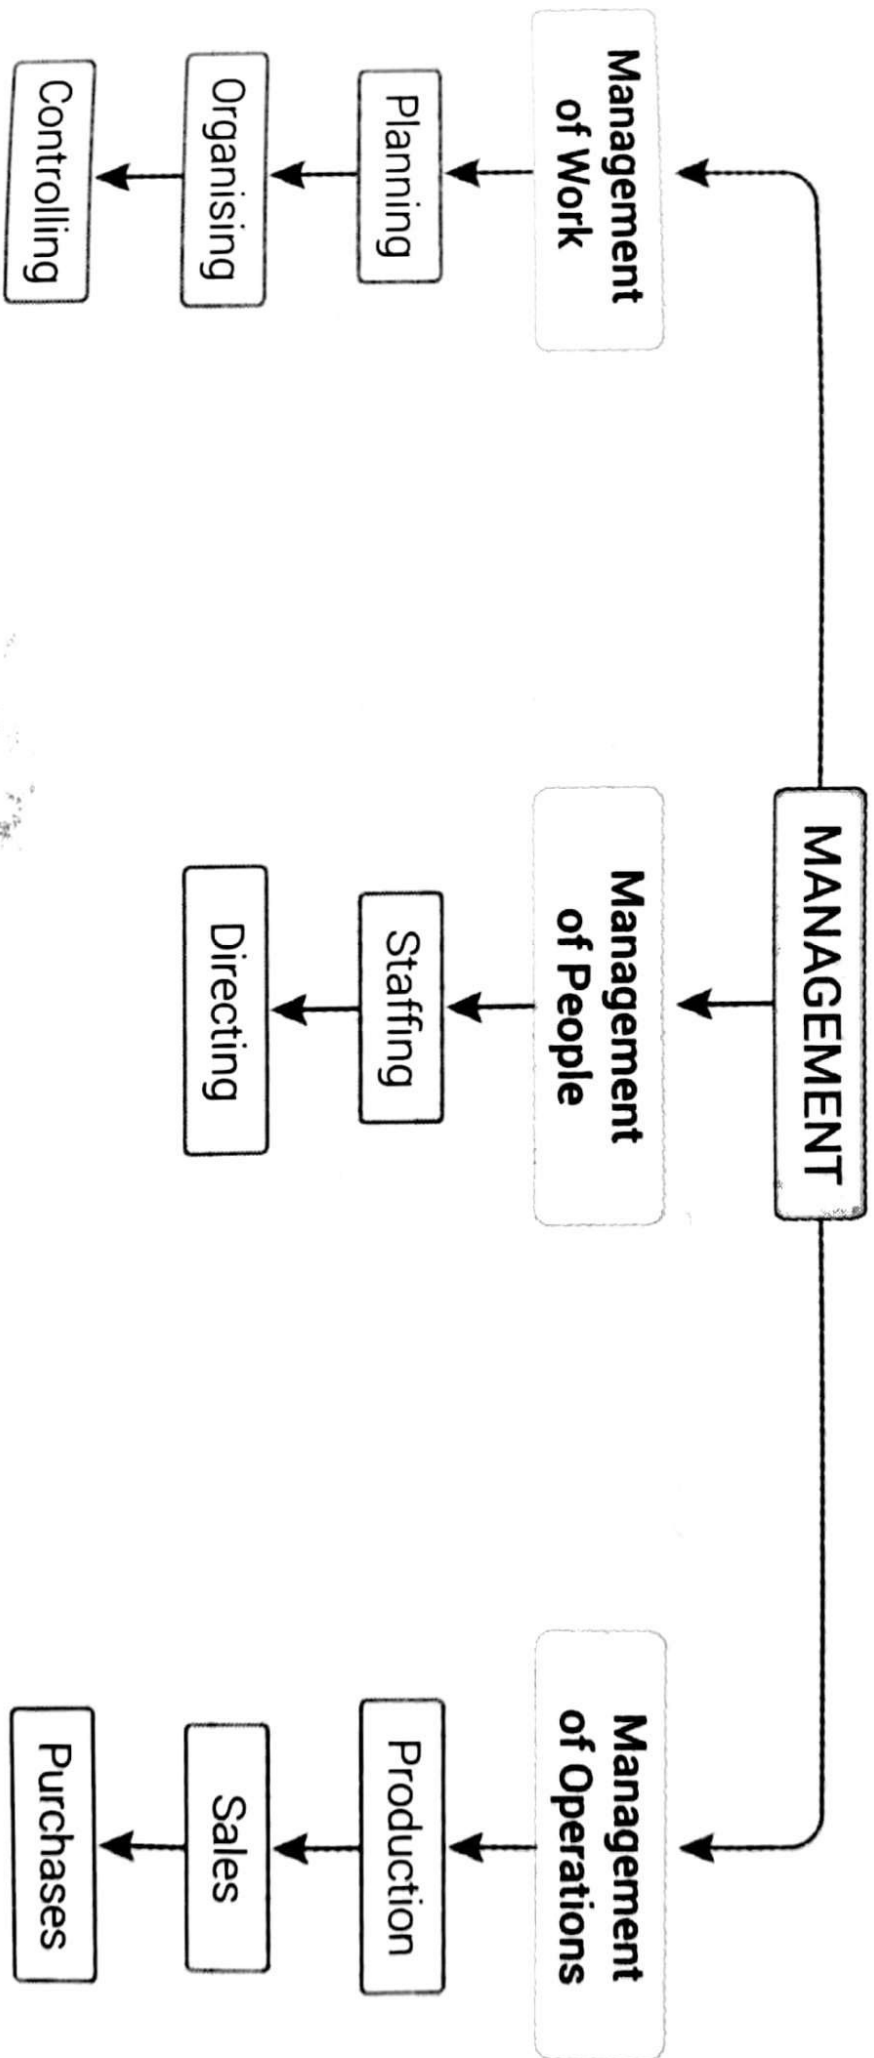 MANAGEMENT
Management
of Work
Planning
Organising
Controlling
Management
of People
Staffing
Directing
Management
of Operations
Production
Sales
Purchases